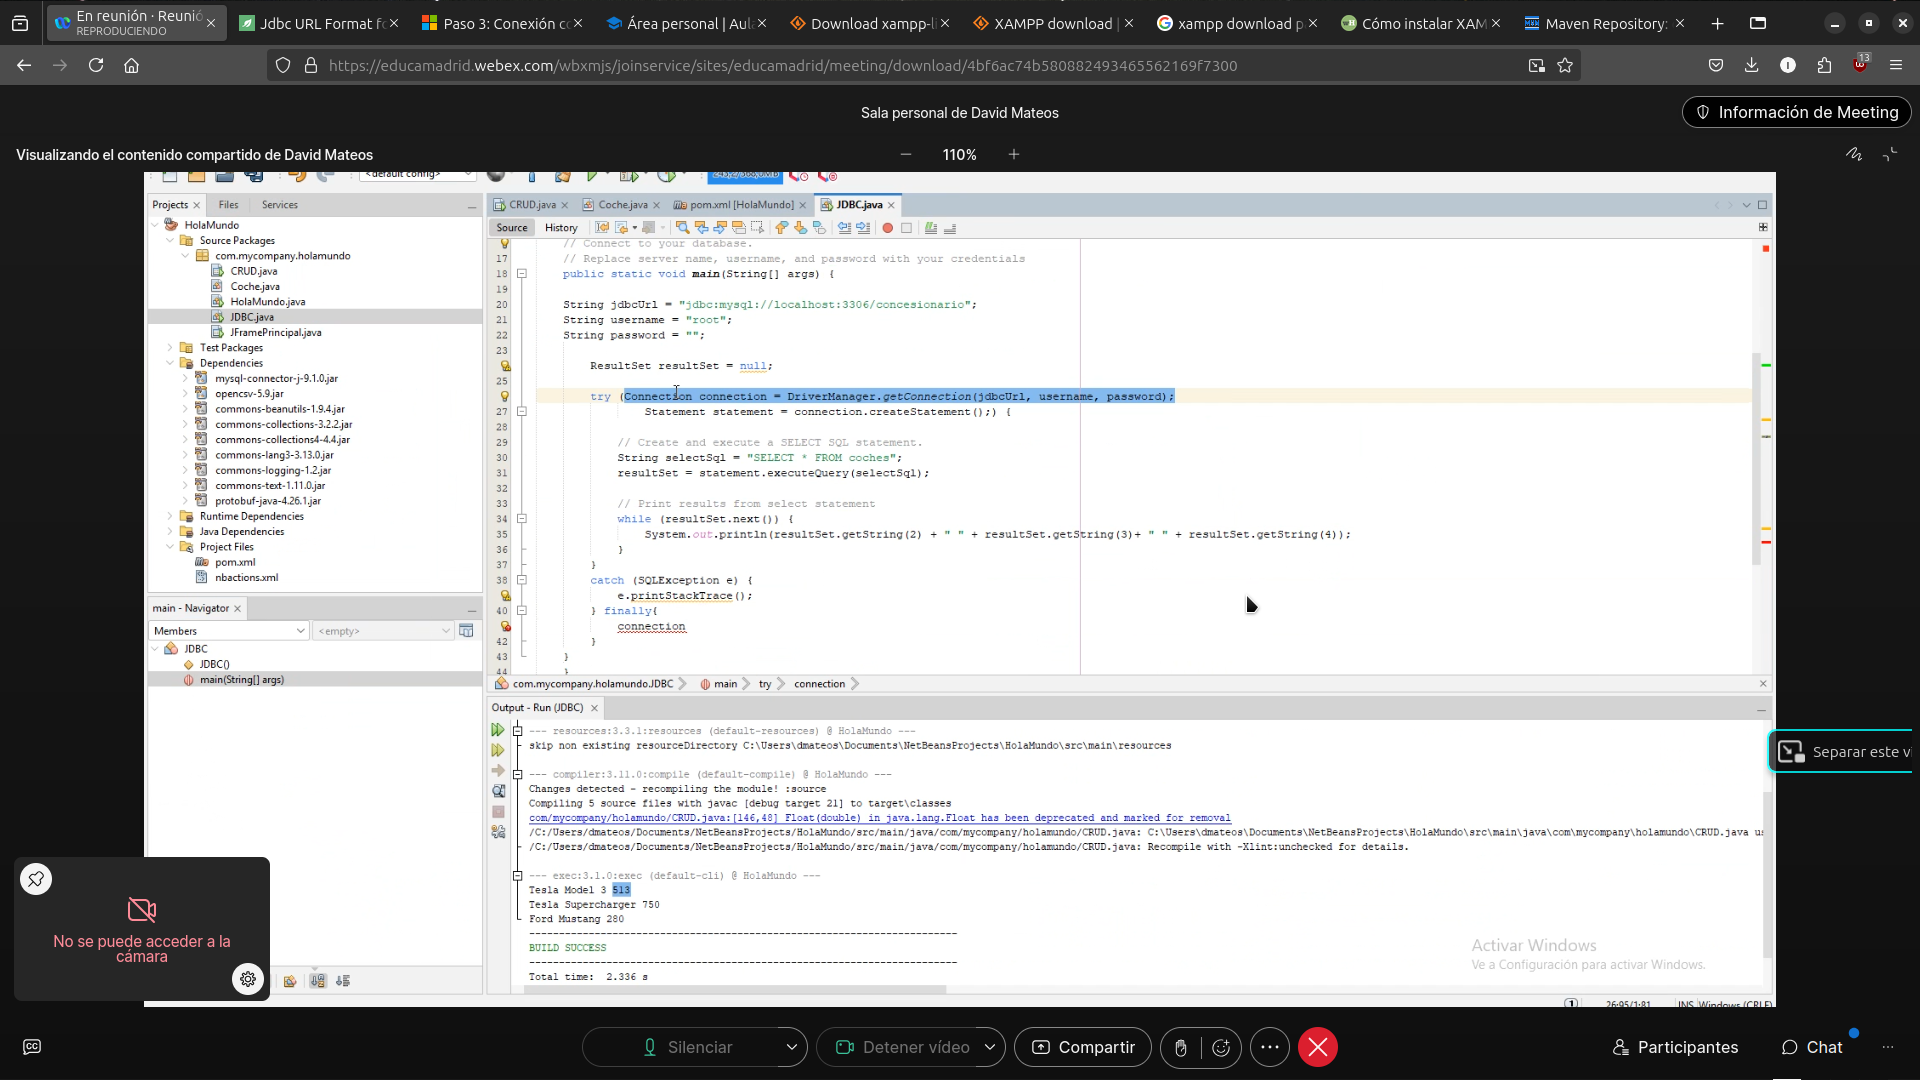 En reunión · Reunió
REPRODUCIENDO
Jdbc URL Format fo
Paso 3: Conexión co
Área personal | Aula
Download xampp-li
XAMPP download |
xampp download p
Cómo instalar XAM
Maven Repository:
https://educamadrid.webex.com/wbxmjs/joinservice/sites/educamadrid/meeting/download/4bf6ac74b580882493465562169f7300
13
Sala personal de David Mateos
Información de Meeting
Visualizando el contenido compartido de David Mateos
110%
<default config>
Projects
Files
Services
CRUD.java
Coche.java
pom.xml [HolaMundo]
JDBC.java
Source
History
HolaMundo
Source Packages
com.mycompany.holamundo
CRUD.java
Coche.java
HolaMundo.java
JDBC.java
JFramePrincipal.java
Test Packages
Dependencies
mysql-connector-j-9.1.0.jar
opencsv-5.9.jar
commons-beanutils-1.9.4.jar
commons-collections-3.2.2.jar
commons-collections4-4.4.jar
commons-lang3-3.13.0.jar
commons-logging-1.2.jar
commons-text-1.11.0.jar
protobuf-java-4.26.1.jar
Runtime Dependencies
Java Dependencies
Project Files
pom.xml
nbactions.xml
// Connect to your database.
17 // Replace server name, username, and password with your credentials
18 public static void main(String[] args) {
19
20 String jdbcUrl = "jdbc:mysql://localhost:3306/concesionario";
21 String username = "root";
22 String password = "";
23
ResultSet resultSet = null;
25
try (Connection connection = DriverManager.getConnection(jdbcUrl, username, password);
27 Statement statement = connection.createStatement();) {
28
29 // Create and execute a SELECT SQL statement.
30 String selectSql = "SELECT * FROM coches";
31 resultSet = statement.executeQuery(selectSql);
32
33 // Print results from select statement
34 while (resultSet.next()) {
35 System.out.println(resultSet.getString(2) + " " + resultSet.getString(3)+ " " + resultSet.getString(4));
36 }
37 }
38 catch (SQLException e) {
e.printStackTrace();
40 } finally{
connection
42 }
43 }
44 }
com.mycompany.holamundo.JDBC
main
try
connection
main - Navigator
Members
<empty>
JDBC
JDBC()
main(String[] args)
Output - Run (JDBC)
--- resources:3.3.1:resources (default-resources) @ HolaMundo ---
skip non existing resourceDirectory C:\Users\dmateos\Documents\NetBeansProjects\HolaMundo\src\main\resources
--- compiler:3.11.0:compile (default-compile) @ HolaMundo ---
Changes detected - recompiling the module! :source
Compiling 5 source files with javac [debug target 21] to target\classes
com/mycompany/holamundo/CRUD.java:[146,48] Float(double) in java.lang.Float has been deprecated and marked for removal
/C:/Users/dmateos/Documents/NetBeansProjects/HolaMundo/src/main/java/com/mycompany/holamundo/CRUD.java: C:\Users\dmateos\Documents\NetBeansProjects\HolaMundo\src\main\java\com\mycompany\holamundo\CRUD.java u
/C:/Users/dmateos/Documents/NetBeansProjects/HolaMundo/src/main/java/com/mycompany/holamundo/CRUD.java: Recompile with -Xlint:unchecked for details.
--- exec:3.1.0:exec (default-cli) @ HolaMundo ---
Tesla Model 3 513
Tesla Supercharger 750
Ford Mustang 280
------------------------------------------------------------------------
BUILD SUCCESS
------------------------------------------------------------------------
Total time: 2.336 s
Activar Windows
Ve a Configuración para activar Windows.
26:95/1:81
INS
Windows (CRLF)
Separar este vi
No se puede acceder a la
cámara
Silenciar
Detener vídeo
Compartir
Participantes
Chat